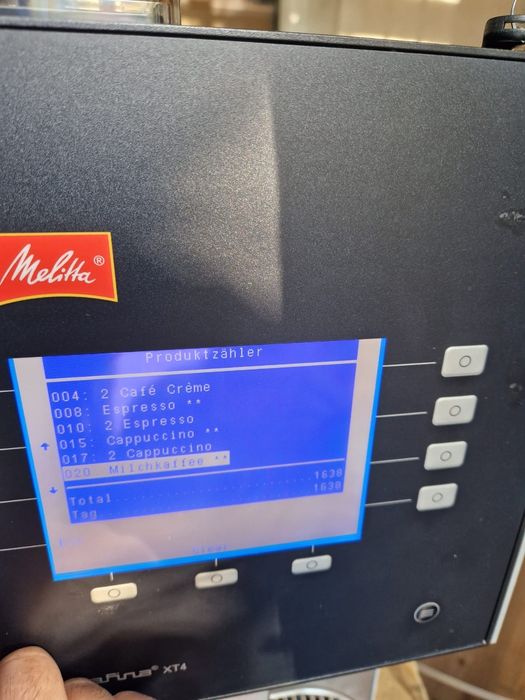 Melitta®
Produktzähler
004: 2 Café Crème
008: Espresso **
010: 2 Espresso
015: Cappuccino **
017: 2 Cappuccino
020 Milchkaffee **
Total..............................1638
Tag................................1638
XT4